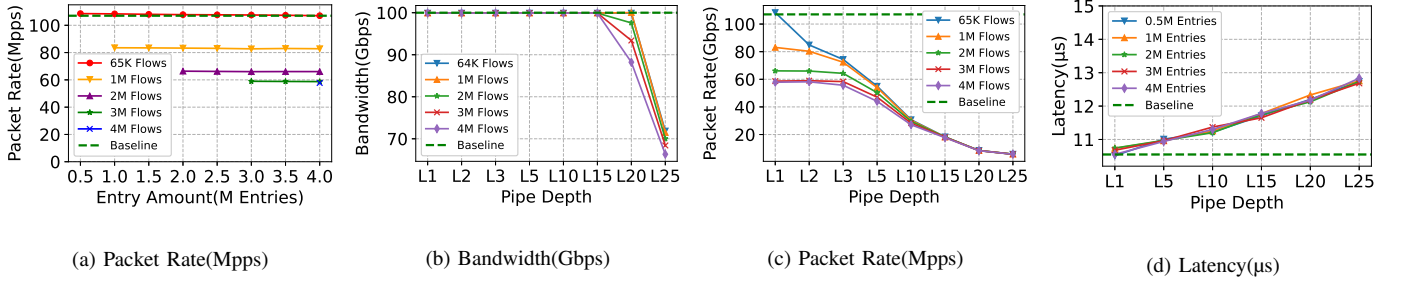 Packet Rate(Mpps)
100
80
60
40
20
0
65K Flows
1M Flows
2M Flows
3M Flows
4M Flows
Baseline
0.5 1.0 1.5 2.0 2.5 3.0 3.5 4.0
Entry Amount(M Entries)
(a) Packet Rate(Mpps)
Bandwidth(Gbps)
100
90
80
70
64K Flows
1M Flows
2M Flows
3M Flows
4M Flows
Baseline
L1 L2 L3 L5 L10 L15 L20 L25
Pipe Depth
(b) Bandwidth(Gbps)
Packet Rate(Gbps)
100
80
60
40
20
65K Flows
1M Flows
2M Flows
3M Flows
4M Flows
Baseline
L1 L2 L3 L5 L10 L15 L20 L25
Pipe Depth
(c) Packet Rate(Mpps)
Latency(µs)
15
14
13
12
11
0.5M Entries
1M Entries
2M Entries
3M Entries
4M Entries
Baseline
L1 L5 L10 L15 L20 L25
Pipe Depth
(d) Latency(µs)